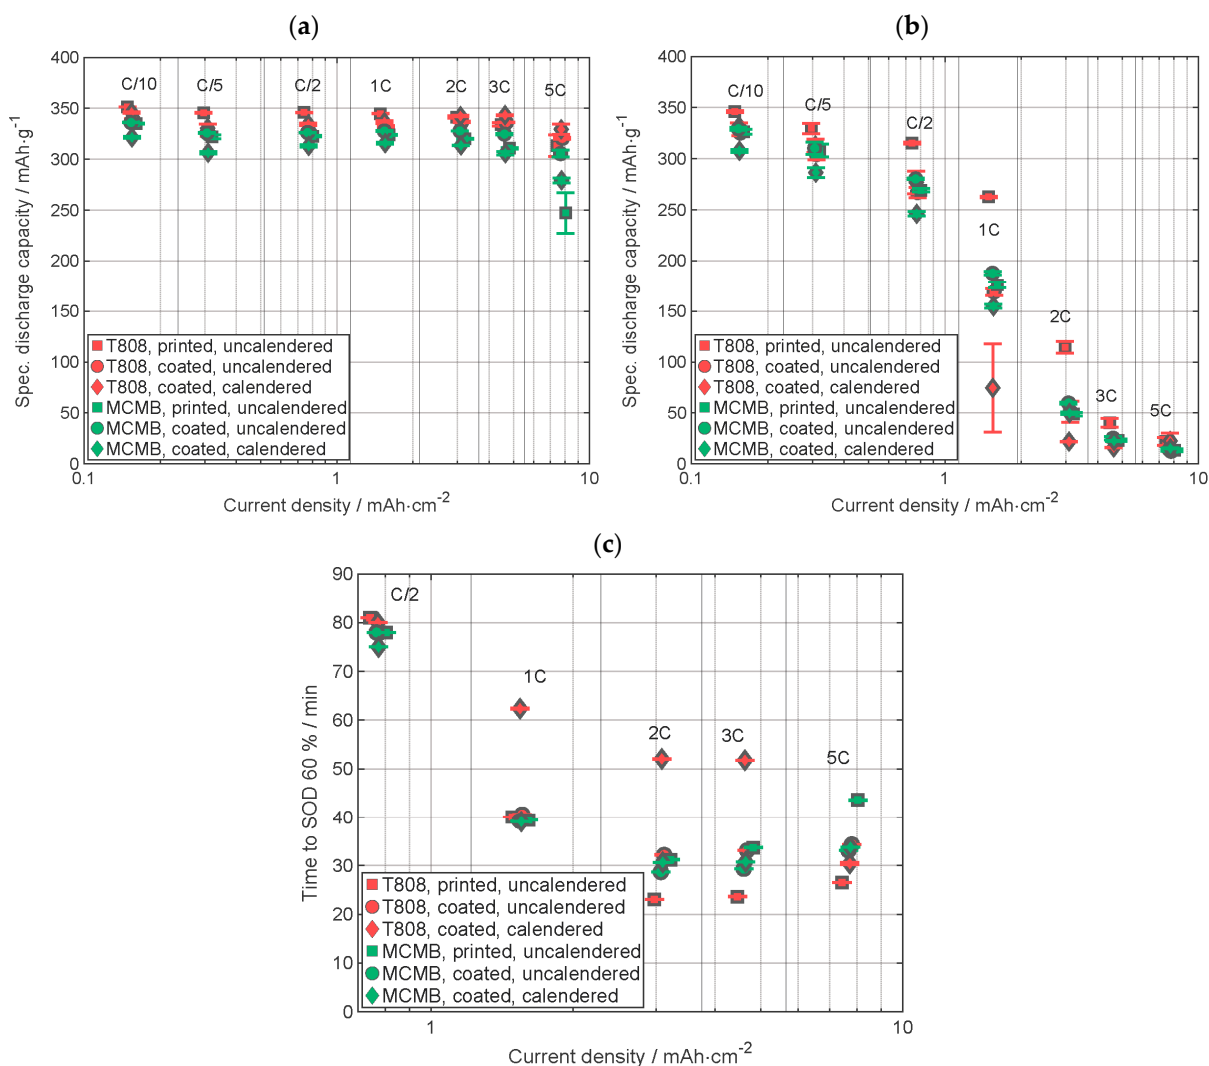 (a)
400
350
300
250
200
150
100
50
0
Spec. discharge capacity / mAh·g⁻¹
C/10
C/5
C/2
1C
2C
3C
5C
T808, printed, uncalendered
T808, coated, uncalendered
T808, coated, calendered
MCMB, printed, uncalendered
MCMB, coated, uncalendered
MCMB, coated, calendered
0.1
1
10
Current density / mAh·cm⁻²
(b)
400
350
300
250
200
150
100
50
0
Spec. discharge capacity / mAh·g⁻¹
C/10
C/5
C/2
1C
2C
3C
5C
T808, printed, uncalendered
T808, coated, uncalendered
T808, coated, calendered
MCMB, printed, uncalendered
MCMB, coated, uncalendered
MCMB, coated, calendered
0.1
1
10
Current density / mAh·cm⁻²
(c)
90
80
70
60
50
40
30
20
10
0
Time to SOD 60 % / min
C/2
1C
2C
3C
5C
T808, printed, uncalendered
T808, coated, uncalendered
T808, coated, calendered
MCMB, printed, uncalendered
MCMB, coated, uncalendered
MCMB, coated, calendered
1
10
Current density / mAh·cm⁻²